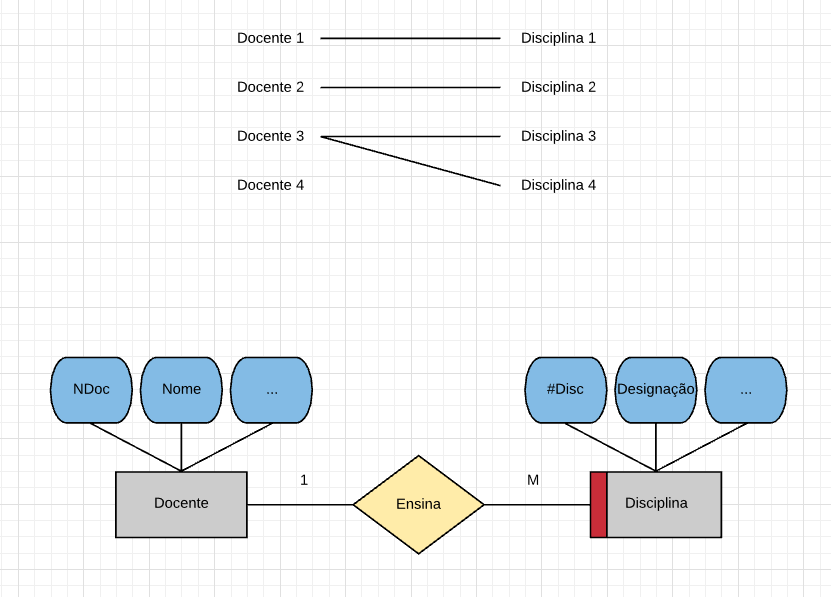 Docente 1 Disciplina 1
Docente 2 Disciplina 2
Docente 3 Disciplina 3
Docente 4 Disciplina 4
NDoc Nome ... #Disc Designação ...
1 M
Docente Ensina Disciplina